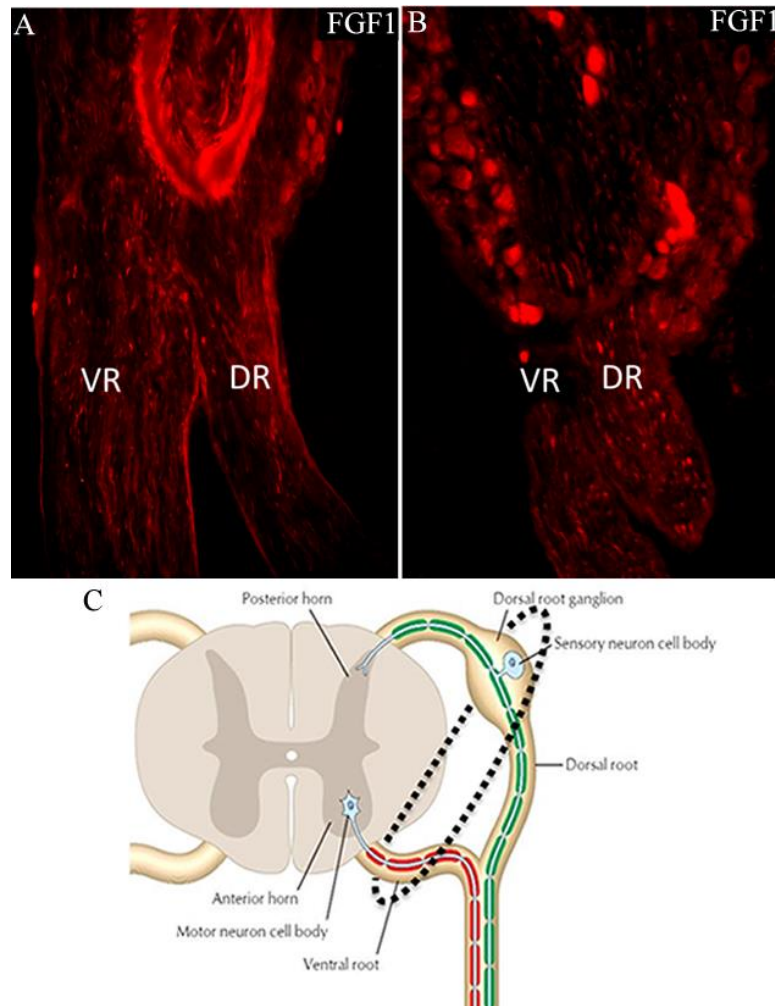 A
FGF1
B
FGF1
VR
DR
VR
DR
C
Posterior horn
Dorsal root ganglion
Sensory neuron cell body
Dorsal root
Anterior horn
Motor neuron cell body
Ventral root